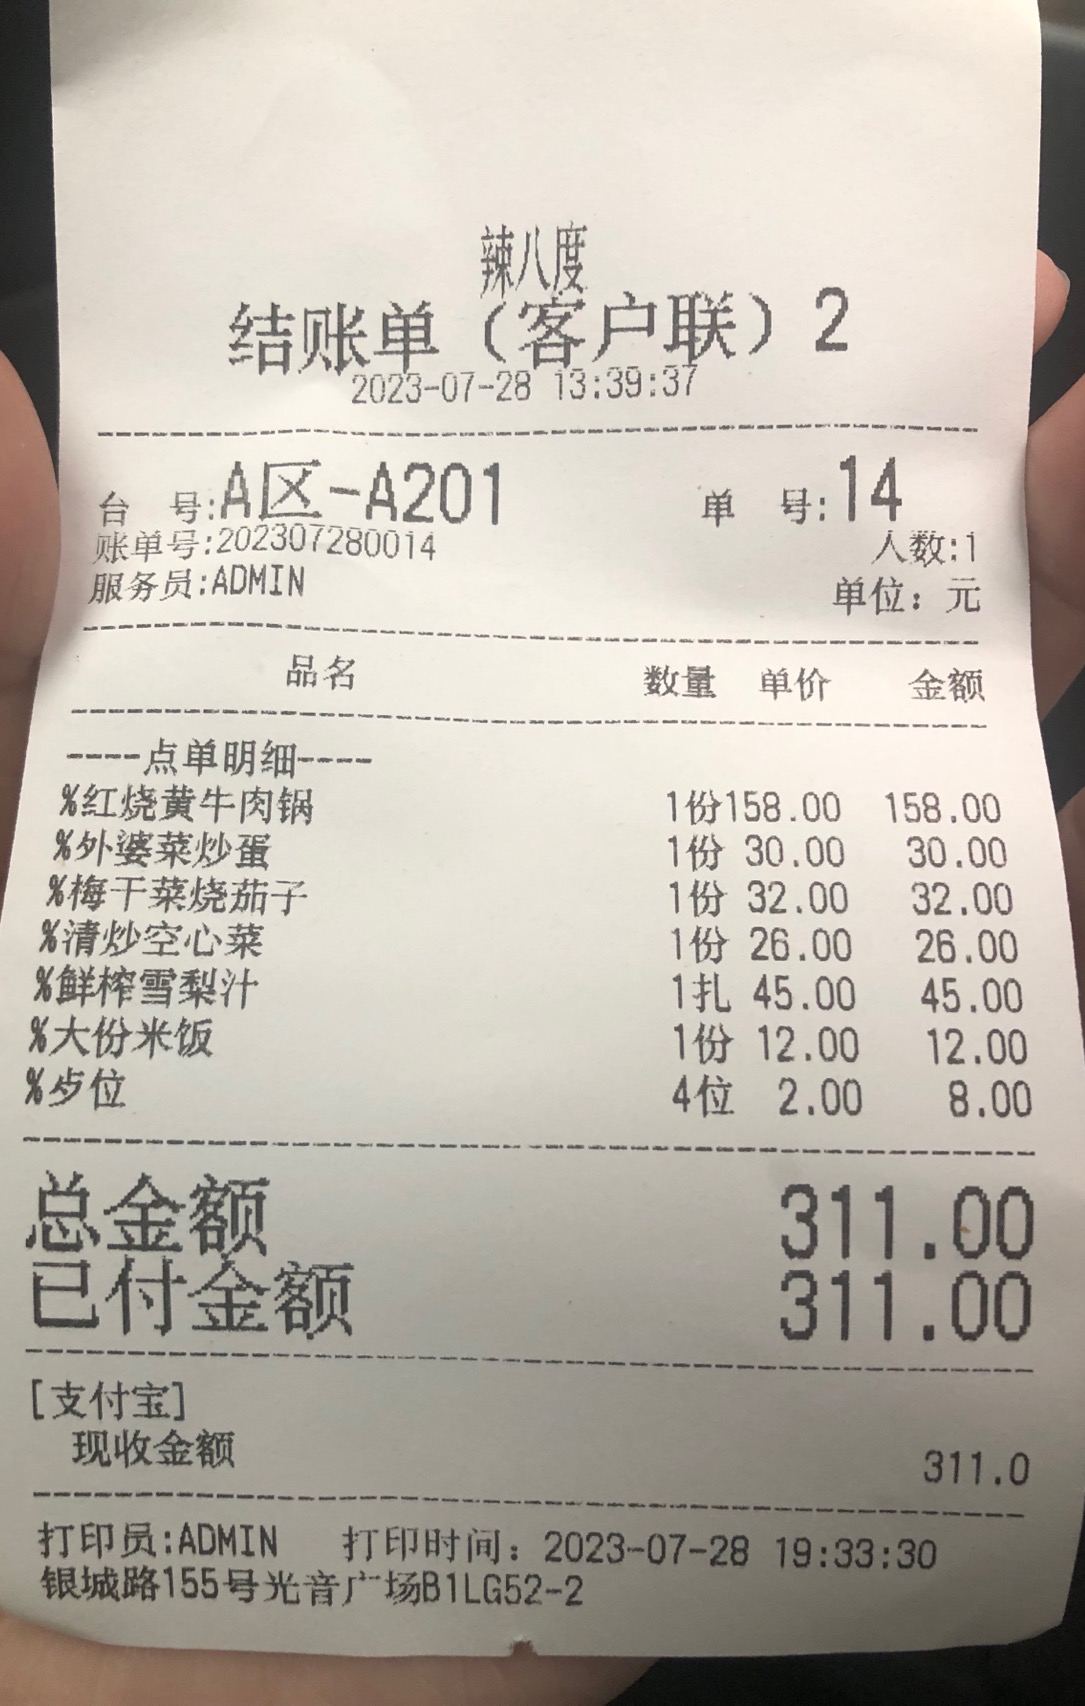 辣八度
结账单（客户联）2
2023-07-28 13:39:37
台 号:A区-A201 单 号:14
账单号:202307280014 人数:1
服务员:ADMIN 单位：元
品名 数量 单价 金额
----点单明细----
%红烧黄牛肉锅 1份158.00 158.00
%外婆菜炒蛋 1份 30.00 30.00
%梅干菜烧茄子 1份 32.00 32.00
%清炒空心菜 1份 26.00 26.00
%鲜榨雪梨汁 1扎 45.00 45.00
%大份米饭 1份 12.00 12.00
%歺位 4位 2.00 8.00
总金额 311.00
已付金额 311.00
[支付宝]
现收金额 311.0
打印员:ADMIN 打印时间：2023-07-28 19:33:30
银城路155号光音广场B1LG52-2